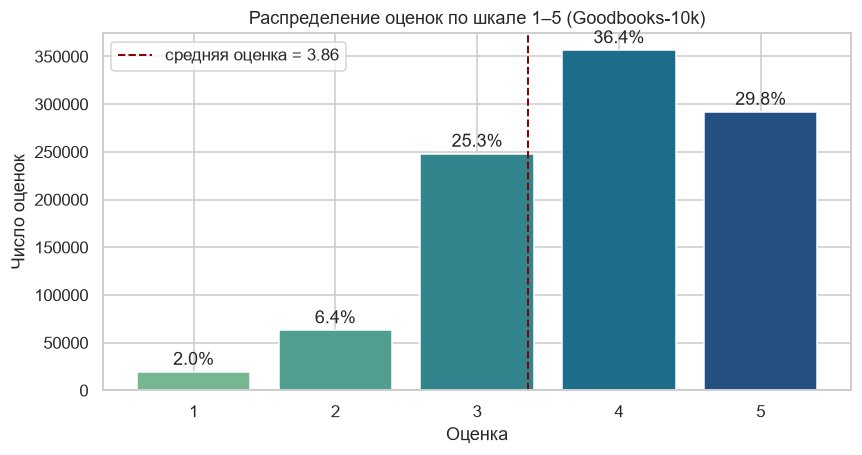 Распределение оценок по шкале 1–5 (Goodbooks-10k)
средняя оценка = 3.86
36.4%
29.8%
25.3%
6.4%
2.0%
350000
300000
250000
200000
150000
100000
50000
0
Число оценок
1 2 3 4 5
Оценка